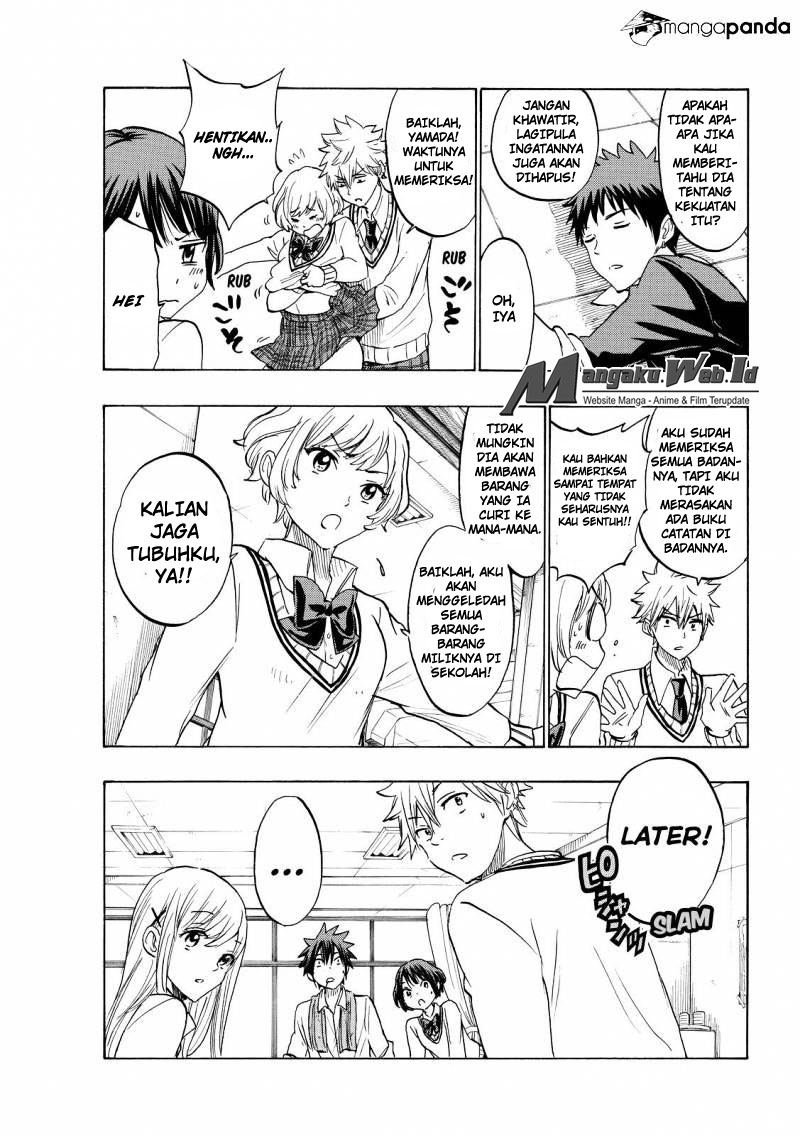 mangapanda
APAKAH
TIDAK APA-
APA JIKA
KAU
MEMBERI-
TAHU DIA
TENTANG
KEKUATAN
ITU?
JANGAN
KHAWATIR,
LAGIPULA
INGATANNYA
JUGA AKAN
DIHAPUS!
OH,
IYA
BAIKLAH,
YAMADA!
WAKTUNYA
UNTUK
MEMERIKSA!
HENTIKAN..
NGH...
RUB
RUB
HEI
Mangaku.Web.Id
Website Manga - Anime & Film Terupdate
AKU SUDAH
MEMERIKSA
SEMUA BADAN-
NYA, TAPI AKU
TIDAK
MERASAKAN
ADA BUKU
CATATAN DI
BADANNYA.
KAU BAHKAN
MEMERIKSA
SAMPAI TEMPAT
YANG TIDAK
SEHARUSNYA
KAU SENTUH!!
TIDAK
MUNGKIN
DIA AKAN
MEMBAWA
BARANG
YANG IA
CURI KE
MANA-MANA.
BAIKLAH, AKU
AKAN
MENGGELEDAH
SEMUA
BARANG-
BARANG
MILIKNYA DI
SEKOLAH!
KALIAN
JAGA
TUBUHKU,
YA!!
LATER!
SLAM
...